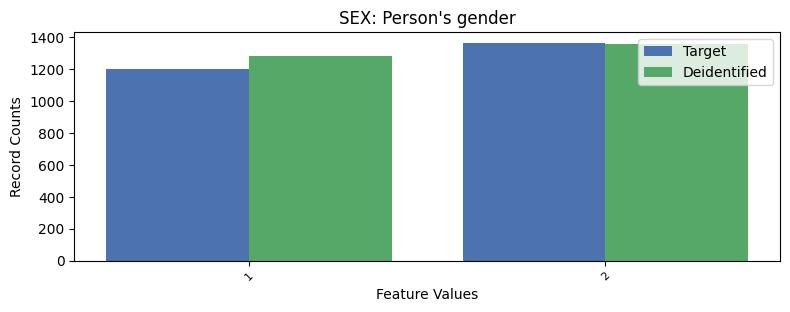 SEX: Person's gender
1400
1200
1000
800
600
400
200
0
Record Counts
Target
Deidentified
1
2
Feature Values